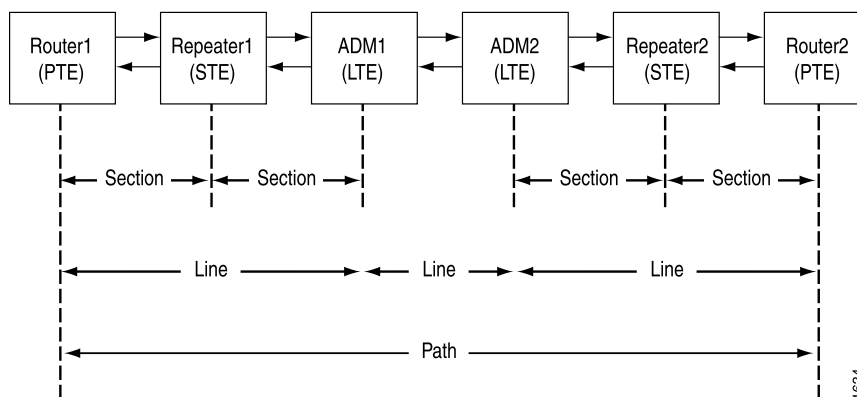 Router1
(PTE)
Repeater1
(STE)
ADM1
(LTE)
ADM2
(LTE)
Repeater2
(STE)
Router2
(PTE)
Section
Section
Section
Section
Line
Line
Line
Path